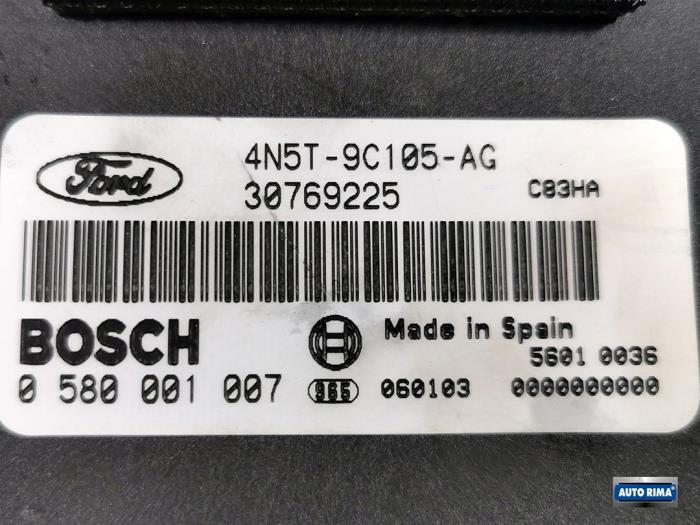 Ford
4N5T-9C105-AG
30769225
C83HA
BOSCH
Made in Spain
5601 0036
0 580 001 007
965
060103
0000000000
AUTO RIMA®